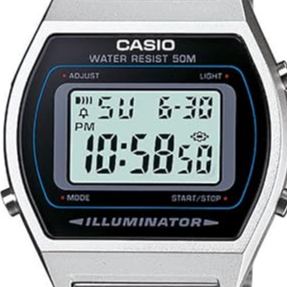 CASIO
WATER RESIST 50M
ADJUST LIGHT
SU 6-30
PM
10:58 50
MODE START/STOP
ILLUMINATOR